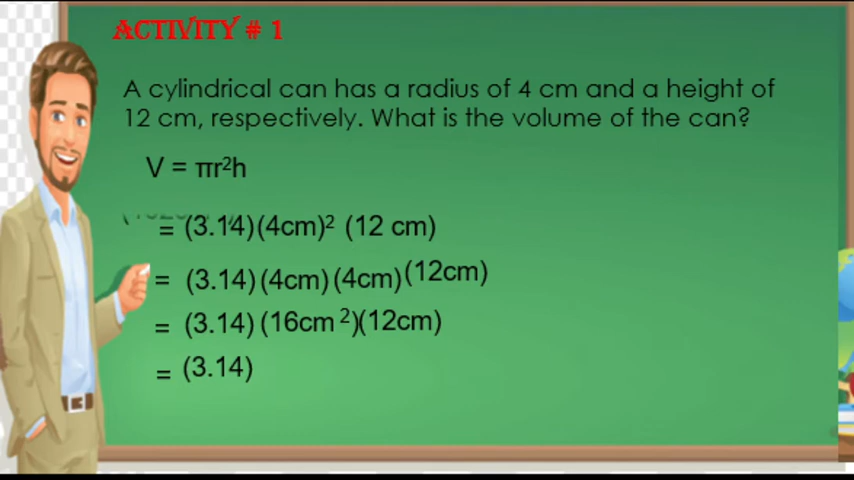 ACTIVITY # 1
A cylindrical can has a radius of 4 cm and a height of
12 cm, respectively. What is the volume of the can?
V = πr²h
= (3.14)(4cm)² (12 cm)
= (3.14)(4cm)(4cm)(12cm)
= (3.14)(16cm²)(12cm)
= (3.14)